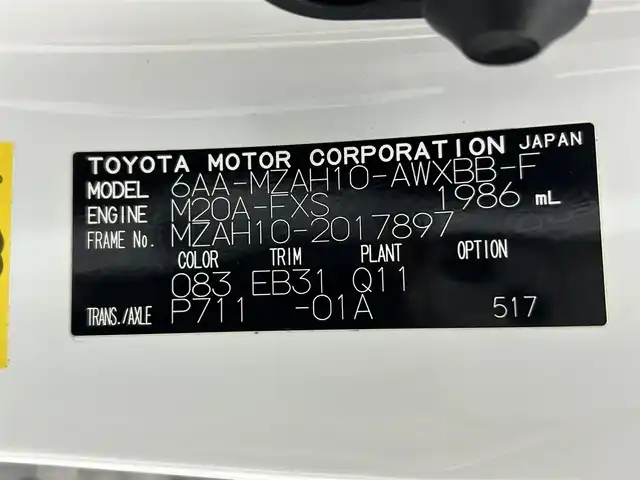 TOYOTA MOTOR CORPORATION JAPAN
MODEL 6AA-MZAH10-AWXBB-F
ENGINE M20A-FXS 1986 mL
FRAME No. MZAH10-2017897
COLOR TRIM PLANT OPTION
083 EB31 Q11
TRANS./AXLE P711 -01A 517